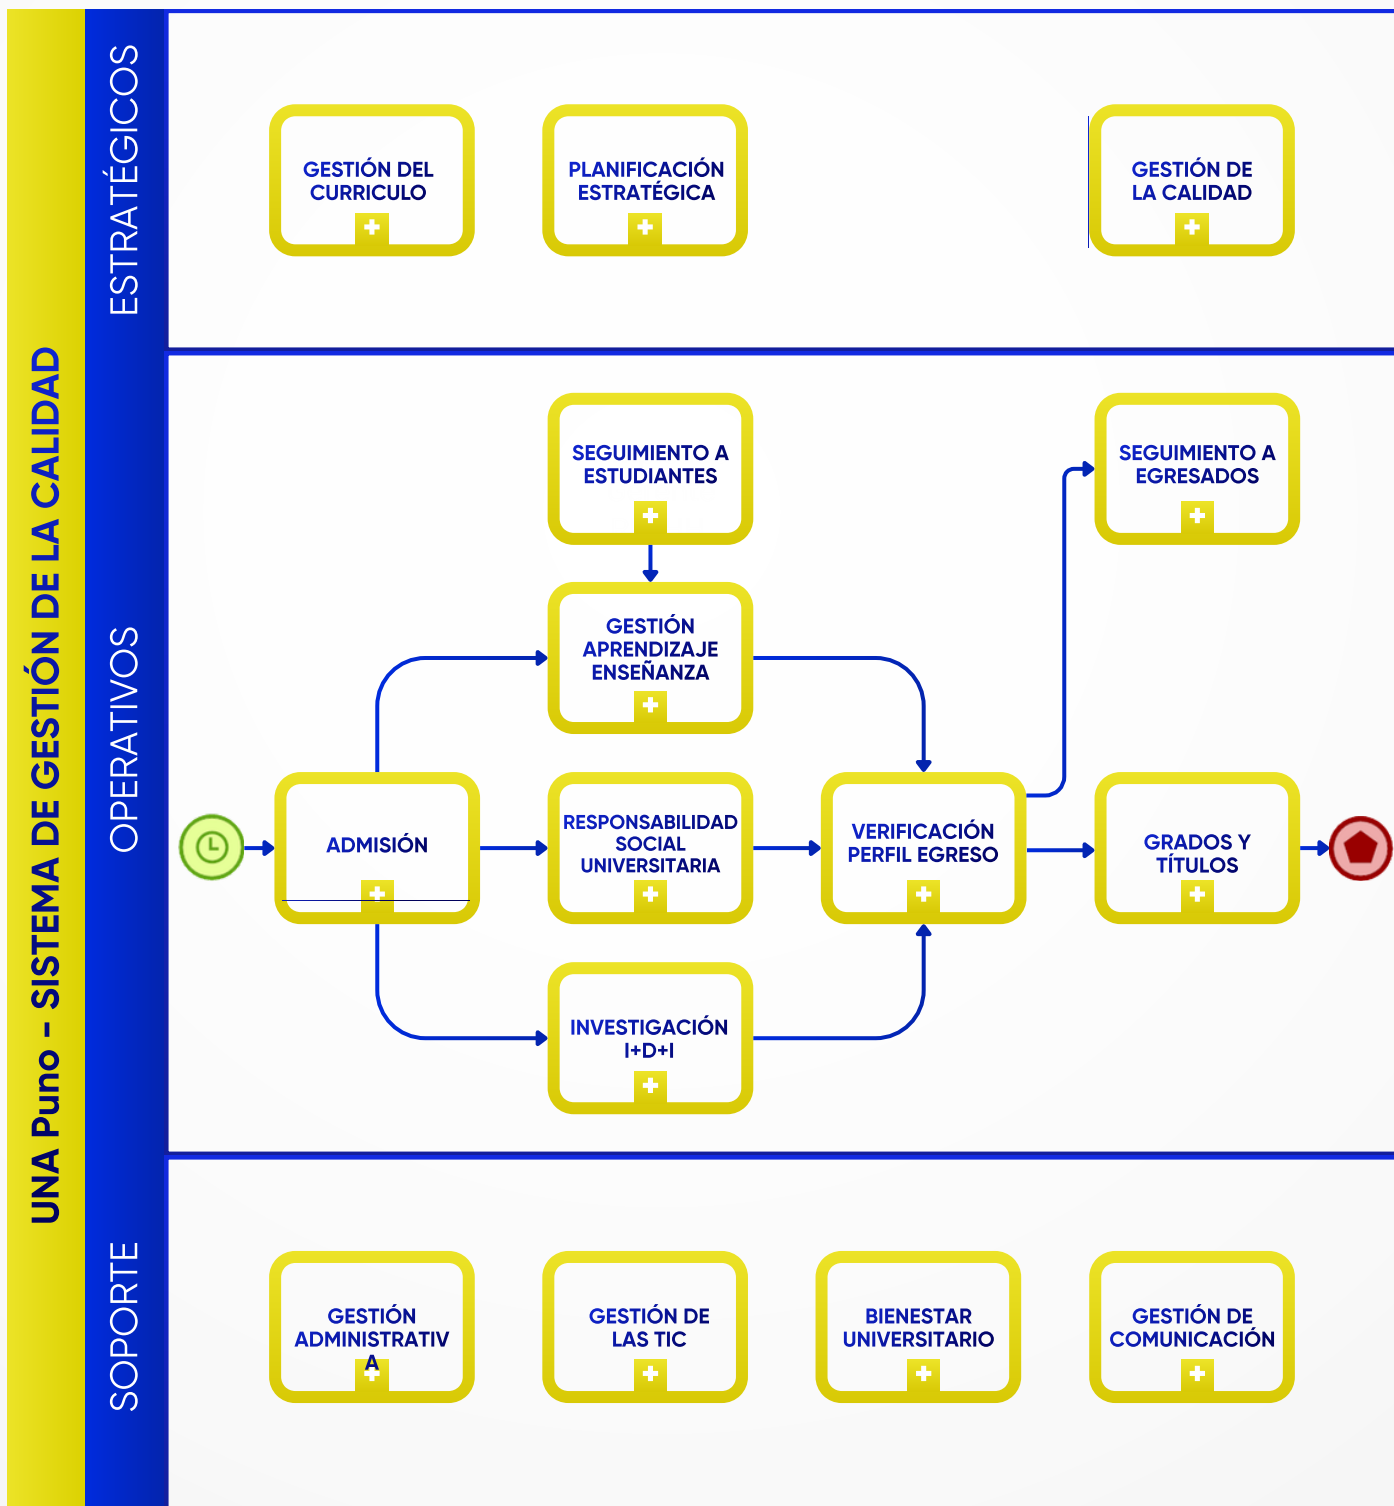 UNA Puno - SISTEMA DE GESTIÓN DE LA CALIDAD
ESTRATÉGICOS
GESTIÓN DEL
CURRICULO
PLANIFICACIÓN
ESTRATÉGICA
GESTIÓN DE
LA CALIDAD
OPERATIVOS
SEGUIMIENTO A
ESTUDIANTES
SEGUIMIENTO A
EGRESADOS
GESTIÓN
APRENDIZAJE
ENSEÑANZA
ADMISIÓN
RESPONSABILIDAD
SOCIAL
UNIVERSITARIA
VERIFICACIÓN
PERFIL EGRESO
GRADOS Y
TÍTULOS
INVESTIGACIÓN
I+D+I
SOPORTE
GESTIÓN
ADMINISTRATIV
A
GESTIÓN DE
LAS TIC
BIENESTAR
UNIVERSITARIO
GESTIÓN DE
COMUNICACIÓN